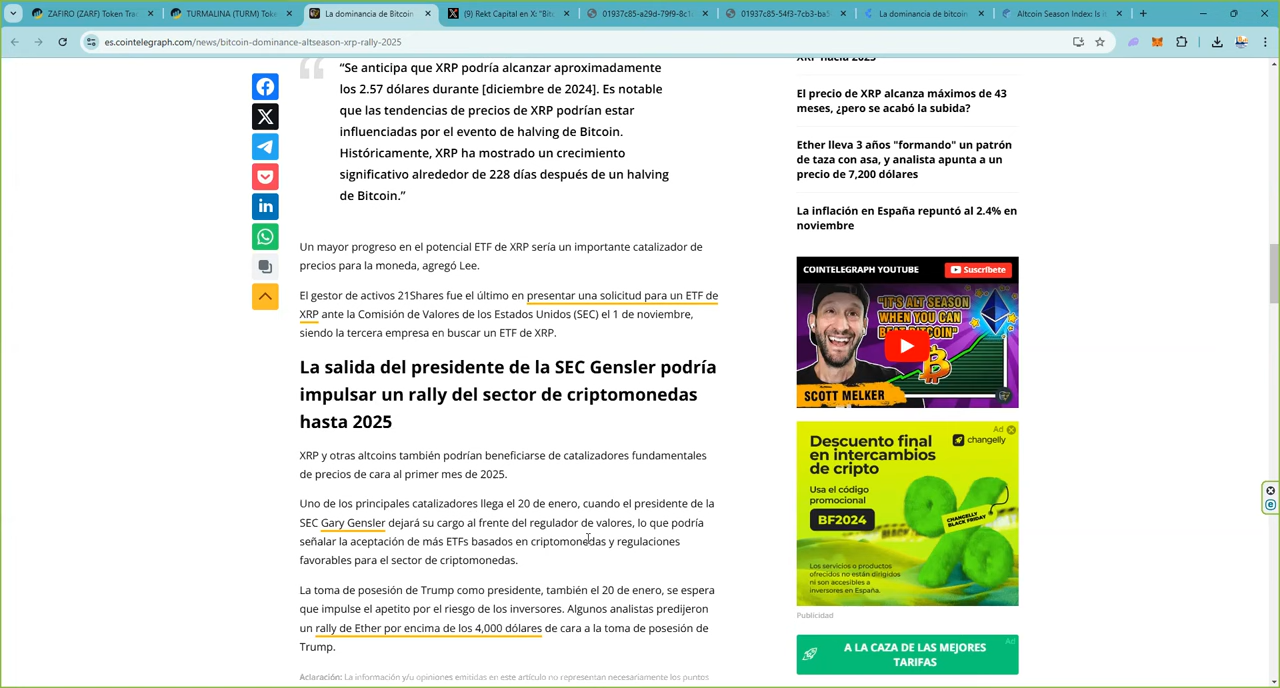 ZAFIRO (ZARF) Token Tra
TURMALINA (TURM) Tok
La dominancia de Bitcoin
(9) Rekt Capital en X: "Bit
01937c85-a29d-79f9-8c1
01937c85-54f3-7cb3-ba5
La dominancia de bitcoin
Altcoin Season Index: Is i
es.cointelegraph.com/news/bitcoin-dominance-altseason-xrp-rally-2025
“Se anticipa que XRP podría alcanzar aproximadamente
los 2.57 dólares durante [diciembre de 2024]. Es notable
que las tendencias de precios de XRP podrían estar
influenciadas por el evento de halving de Bitcoin.
Históricamente, XRP ha mostrado un crecimiento
significativo alrededor de 228 días después de un halving
de Bitcoin.”
Un mayor progreso en el potencial ETF de XRP sería un importante catalizador de
precios para la moneda, agregó Lee.
El gestor de activos 21Shares fue el último en presentar una solicitud para un ETF de
XRP ante la Comisión de Valores de los Estados Unidos (SEC) el 1 de noviembre,
siendo la tercera empresa en buscar un ETF de XRP.
La salida del presidente de la SEC Gensler podría
impulsar un rally del sector de criptomonedas
hasta 2025
XRP y otras altcoins también podrían beneficiarse de catalizadores fundamentales
de precios de cara al primer mes de 2025.
Uno de los principales catalizadores llega el 20 de enero, cuando el presidente de la
SEC Gary Gensler dejará su cargo al frente del regulador de valores, lo que podría
señalar la aceptación de más ETFs basados en criptomonedas y regulaciones
favorables para el sector de criptomonedas.
La toma de posesión de Trump como presidente, también el 20 de enero, se espera
que impulse el apetito por el riesgo de los inversores. Algunos analistas predijeron
un rally de Ether por encima de los 4,000 dólares de cara a la toma de posesión de
Trump.
Aclaración: La información y/u opiniones emitidas en este artículo no representan necesariamente los puntos
XRP hacia 2025
El precio de XRP alcanza máximos de 43
meses, ¿pero se acabó la subida?
Ether lleva 3 años "formando" un patrón
de taza con asa, y analista apunta a un
precio de 7,200 dólares
La inflación en España repuntó al 2.4% en
noviembre
COINTELEGRAPH YOUTUBE
Suscríbete
"IT'S ALT SEASON
WHEN YOU CAN
BEAT BITCOIN"
SCOTT MELKER
Ad
Descuento final
en intercambios
de cripto
changelly
Usa el código
promocional
BF2024
CHANGELLY
BLACK FRIDAY
Los servicios o productos
ofrecidos no están dirigidos
ni son accesibles a
inversores en España.
Publicidad
Ad
A LA CAZA DE LAS MEJORES
TARIFAS